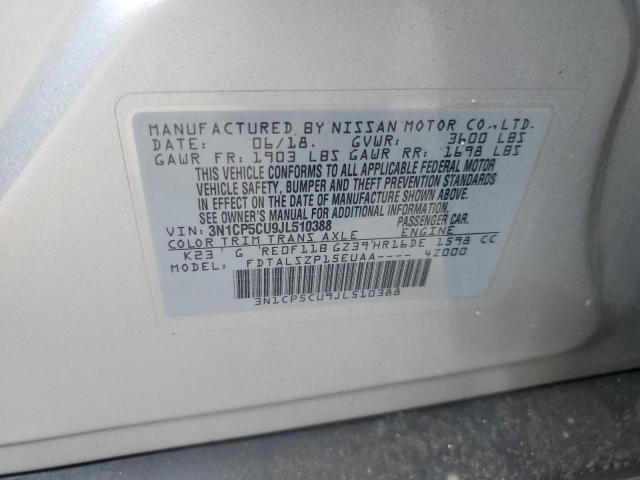 MANUFACTURED BY NISSAN MOTOR CO.,LTD.
DATE: 06/18. GVWR: 3600 LBS
GAWR FR: 1903 LBS GAWR RR: 1698 LBS
THIS VEHICLE CONFORMS TO ALL APPLICABLE FEDERAL MOTOR
VEHICLE SAFETY, BUMPER AND THEFT PREVENTION STANDARDS
IN EFFECT ON THE DATE OF MANUFACTURE SHOWN ABOVE.
SEE OWNER'S MANUAL FOR ADDITIONAL INFORMATION
VIN: 3N1CP5CU9JL510388 PASSENGER CAR.
COLOR TRIM TRANS AXLE ENGINE
K23 G RE0F11B GZ39 HR16DE 1598 CC
MODEL: FDTALSZP15EUAA---- 4Z000
3N1CP5CU9JL510388